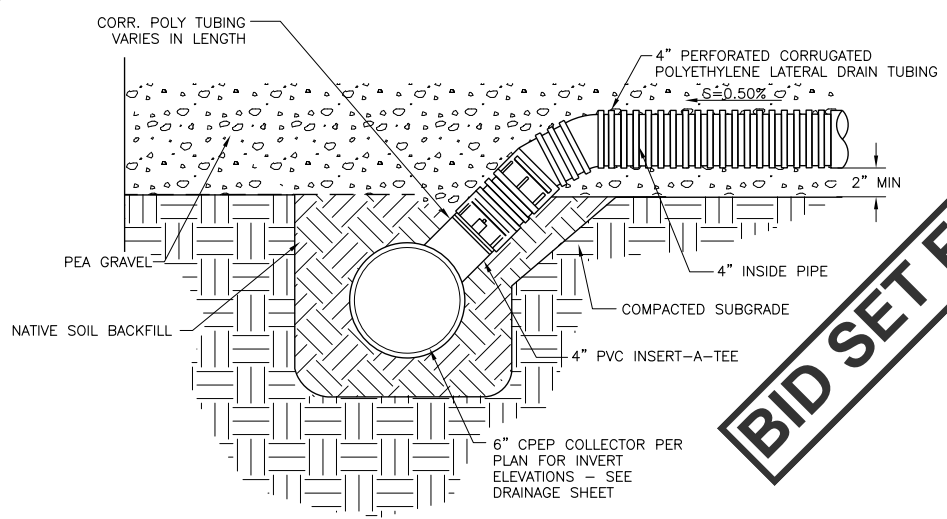 CORR. POLY TUBING
VARIES IN LENGTH
4" PERFORATED CORRUGATED
POLYETHYLENE LATERAL DRAIN TUBING
S=0.50%
2" MIN
PEA GRAVEL
4" INSIDE PIPE
COMPACTED SUBGRADE
NATIVE SOIL BACKFILL
4" PVC INSERT-A-TEE
6" CPEP COLLECTOR PER
PLAN FOR INVERT
ELEVATIONS - SEE
DRAINAGE SHEET
BID SET